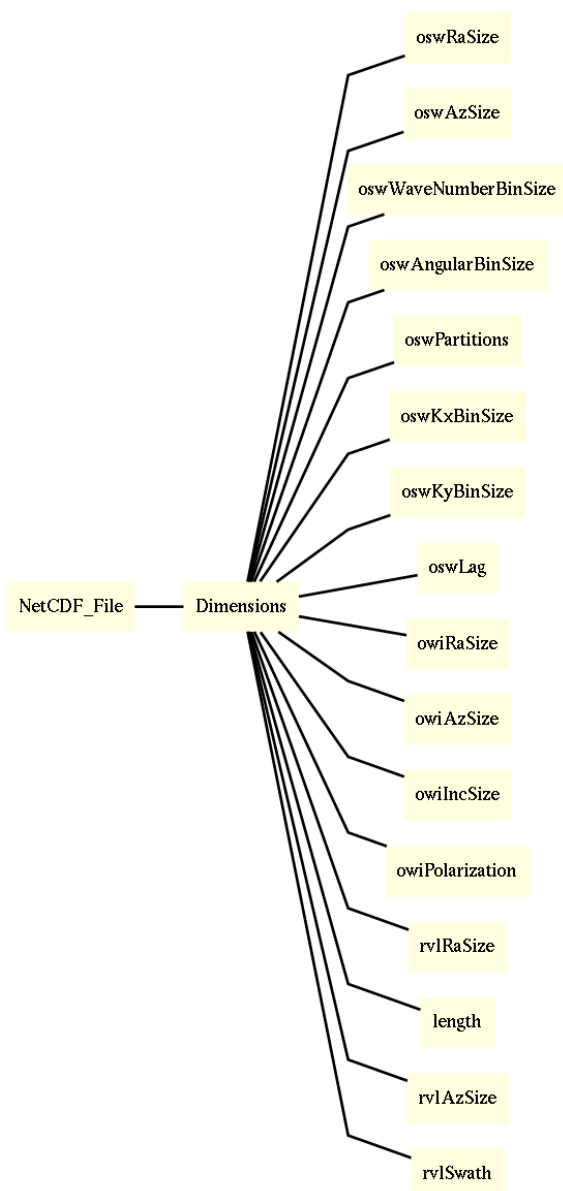 oswRaSize
oswAzSize
oswWaveNumberBinSize
oswAngularBinSize
oswPartitions
oswKxBinSize
oswKyBinSize
oswLag
NetCDF_File
Dimensions
owiRaSize
owiAzSize
owiIncSize
owiPolarization
rvlRaSize
length
rvlAzSize
rvlSwath